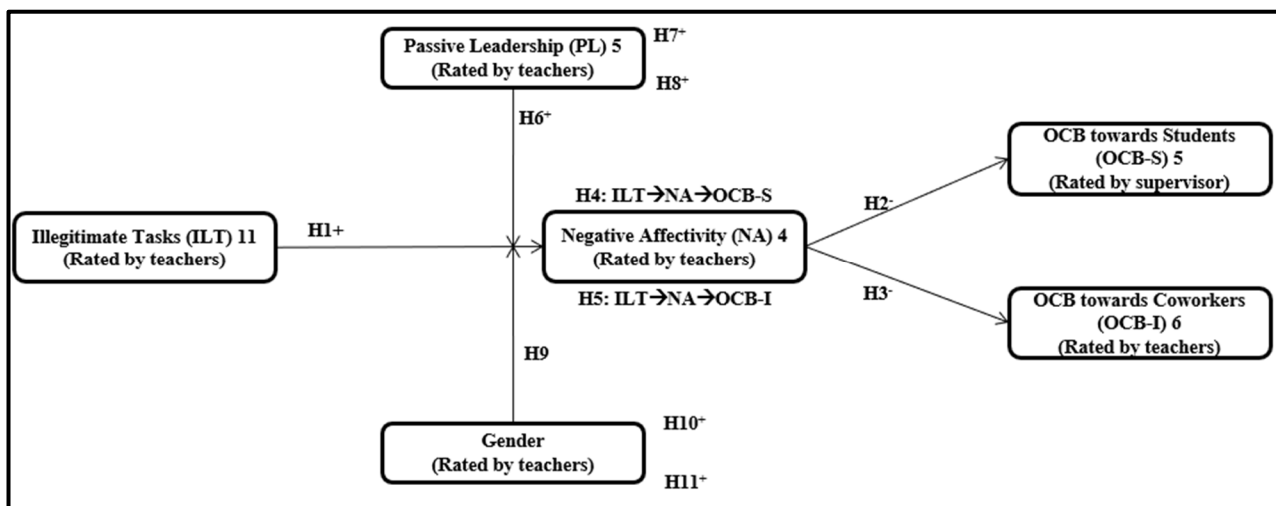 Passive Leadership (PL) 5
(Rated by teachers)
H7⁺
H8⁺
H6⁺
OCB towards Students
(OCB-S) 5
(Rated by supervisor)
H4: ILT→NA→OCB-S
H2⁻
Illegitimate Tasks (ILT) 11
(Rated by teachers)
H1+
Negative Affectivity (NA) 4
(Rated by teachers)
H5: ILT→NA→OCB-I
H3⁻
OCB towards Coworkers
(OCB-I) 6
(Rated by teachers)
H9
Gender
(Rated by teachers)
H10⁺
H11⁺